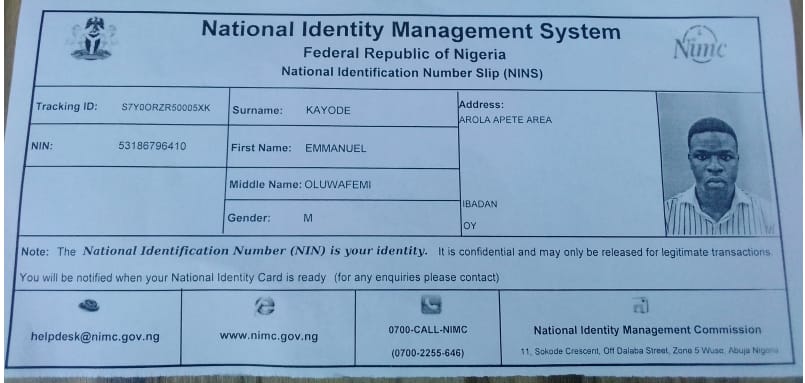 National Identity Management System
Federal Republic of Nigeria
National Identification Number Slip (NINS)
Nimc
Tracking ID: S7Y0ORZR50005XK
Surname: KAYODE
Address:
AROLA APETE AREA
NIN: 53186796410
First Name: EMMANUEL
Middle Name: OLUWAFEMI
IBADAN
Gender: M
OY
Note: The National Identification Number (NIN) is your identity. It is confidential and may only be released for legitimate transactions.
You will be notified when your National Identity Card is ready (for any enquiries please contact)
helpdesk@nimc.gov.ng
www.nimc.gov.ng
0700-CALL-NIMC
(0700-2255-646)
National Identity Management Commission
11, Sokode Crescent, Off Dalaba Street, Zone 5 Wuse, Abuja Nigeria